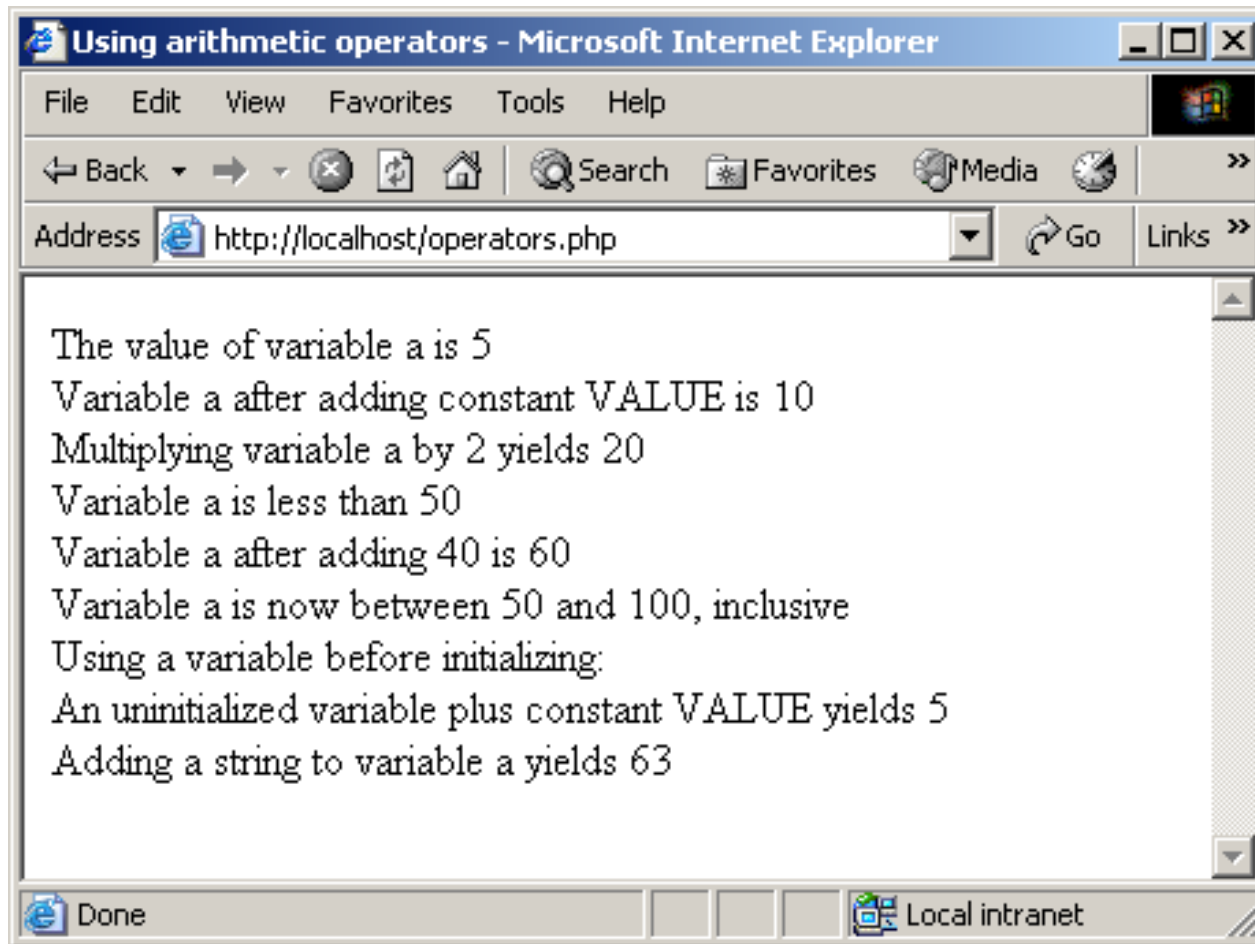 Using arithmetic operators - Microsoft Internet Explorer
File Edit View Favorites Tools Help
Back Search Favorites Media »
Address http://localhost/operators.php Go Links »
The value of variable a is 5
Variable a after adding constant VALUE is 10
Multiplying variable a by 2 yields 20
Variable a is less than 50
Variable a after adding 40 is 60
Variable a is now between 50 and 100, inclusive
Using a variable before initializing:
An uninitialized variable plus constant VALUE yields 5
Adding a string to variable a yields 63
Done Local intranet